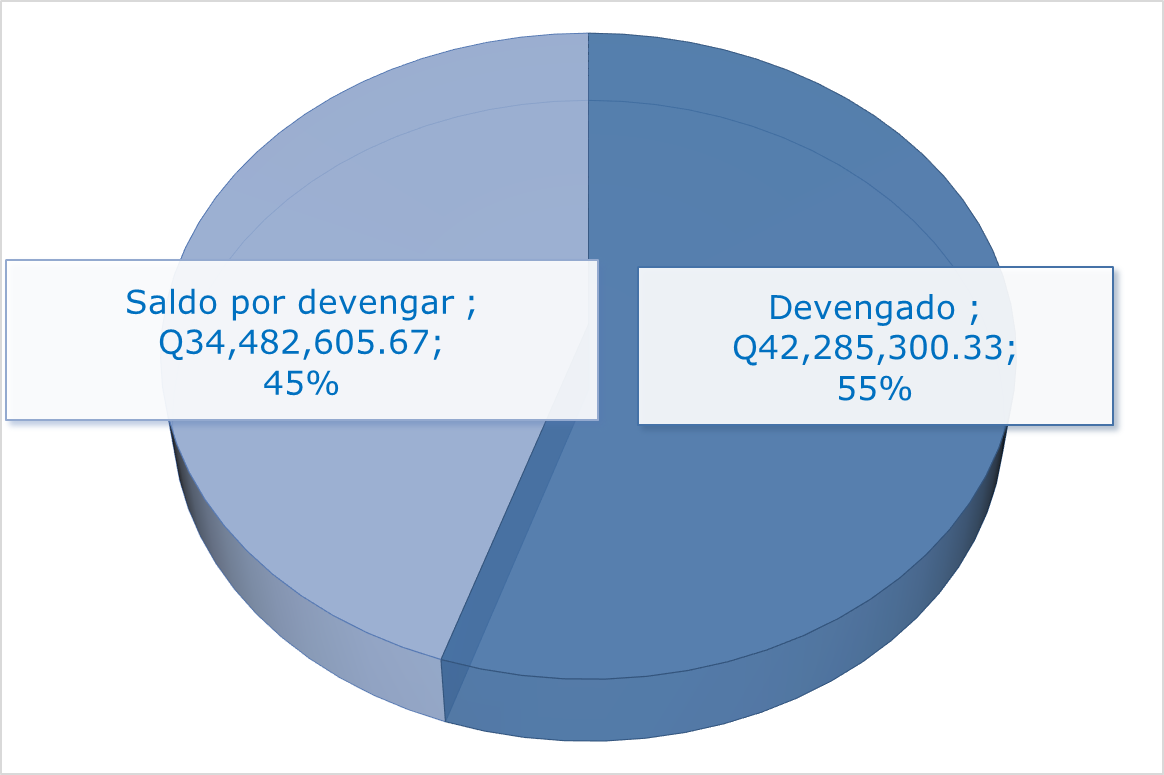 Saldo por devengar ;
Q34,482,605.67;
45%
Devengado ;
Q42,285,300.33;
55%